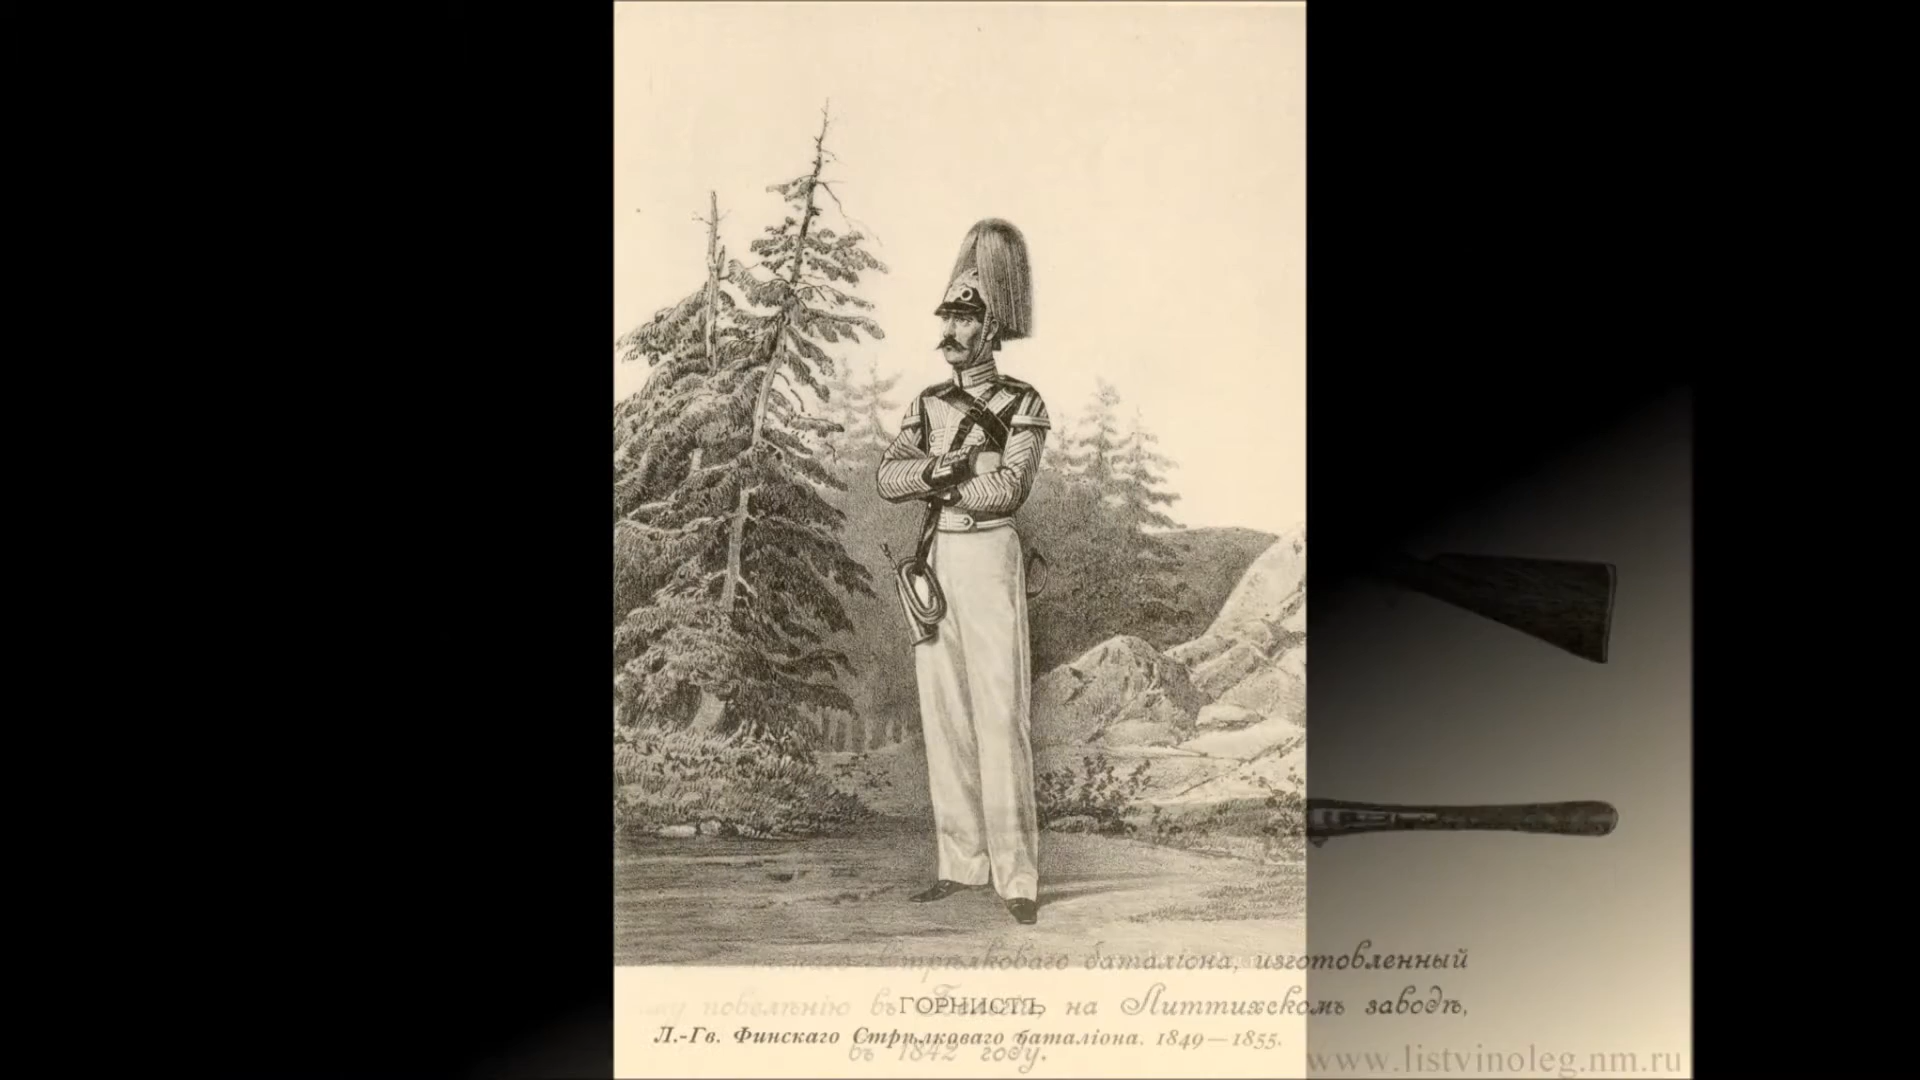 Стрѣлковаго баталіона, изготовленный
повелѣнію въ Бельгіи, на Литтихскомъ заводѣ,
ГОРНИСТЪ
Л.-Гв. Финскаго Стрѣлковаго баталіона. 1849—1855.
въ 1842 году.
www.listvinoleg.nm.ru